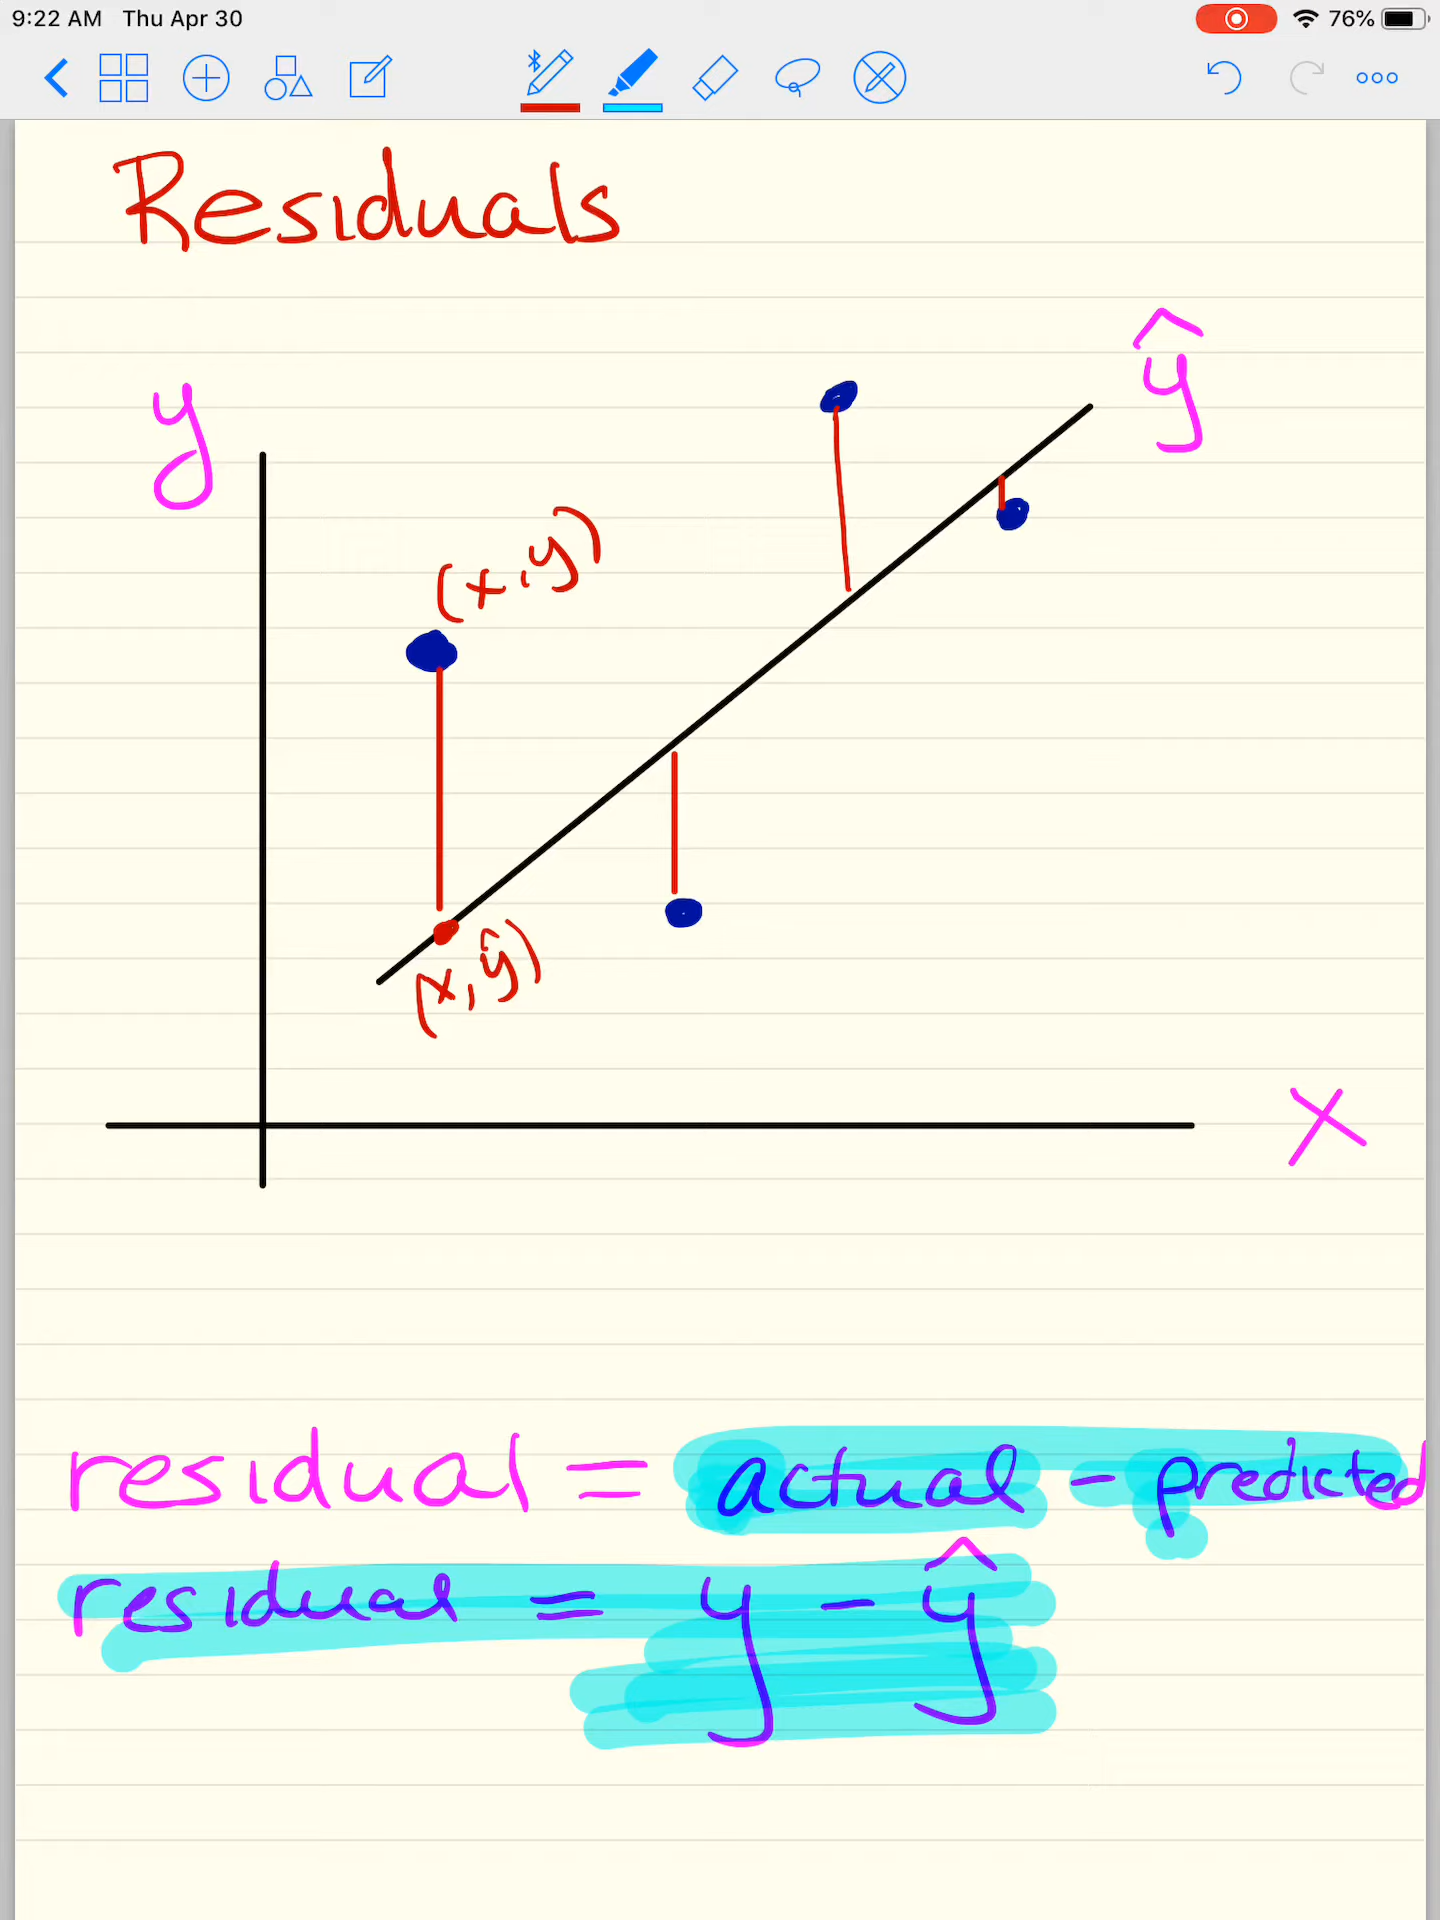 9:22 AM Thu Apr 30 76%
Residuals
ŷ
y
(x,y)
(x,ŷ)
x
residual = actual - predicted
residual = y - ŷ